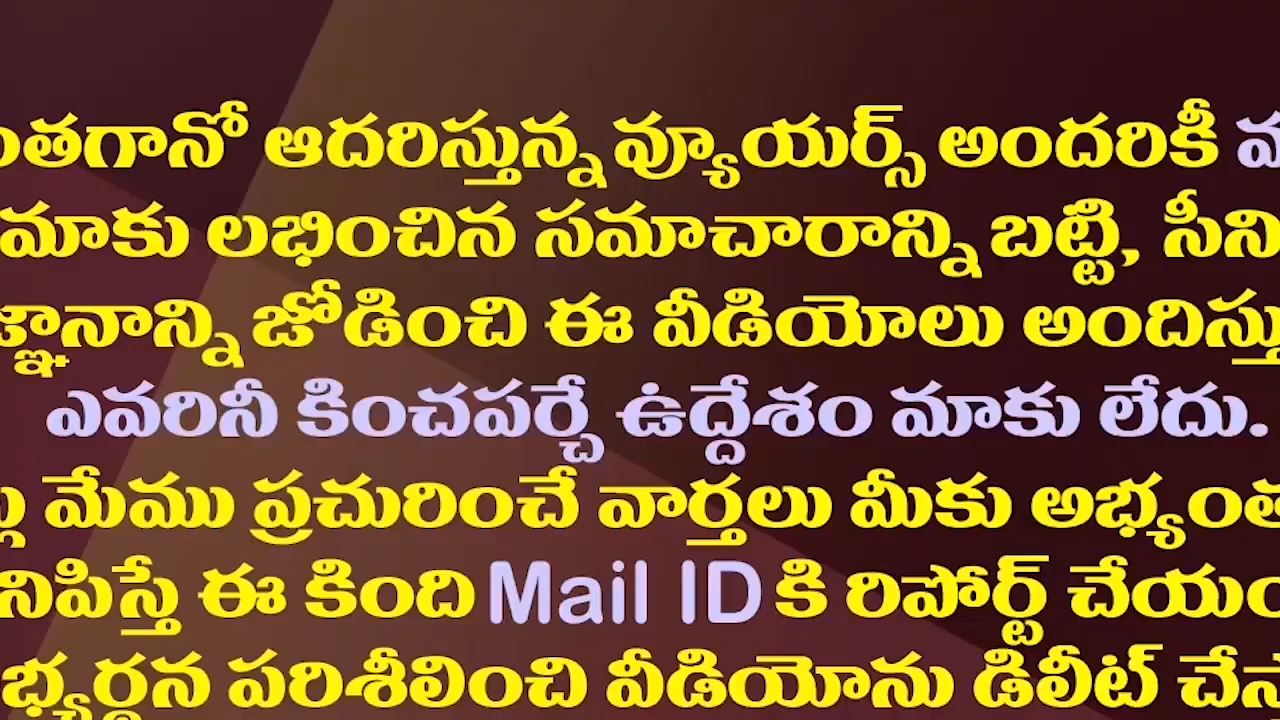 ంతగానో ఆదరిస్తున్న వ్యూయర్స్ అందరికీ
మాకు లభించిన సమాచారాన్ని బట్టి, సీని
జ్ఞానాన్ని జోడించి ఈ వీడియోలు అందిస్తు
ఎవరినీ కించపర్చే ఉద్దేశం మాకు లేదు.
మేము ప్రచురించే వార్తలు మీకు అభ్యంత
నిపిస్తే ఈ కింది Mail ID కి రిపోర్ట్ చేయం
భ్యర్థన పరిశీలించి వీడియోను డిలీట్ చేస